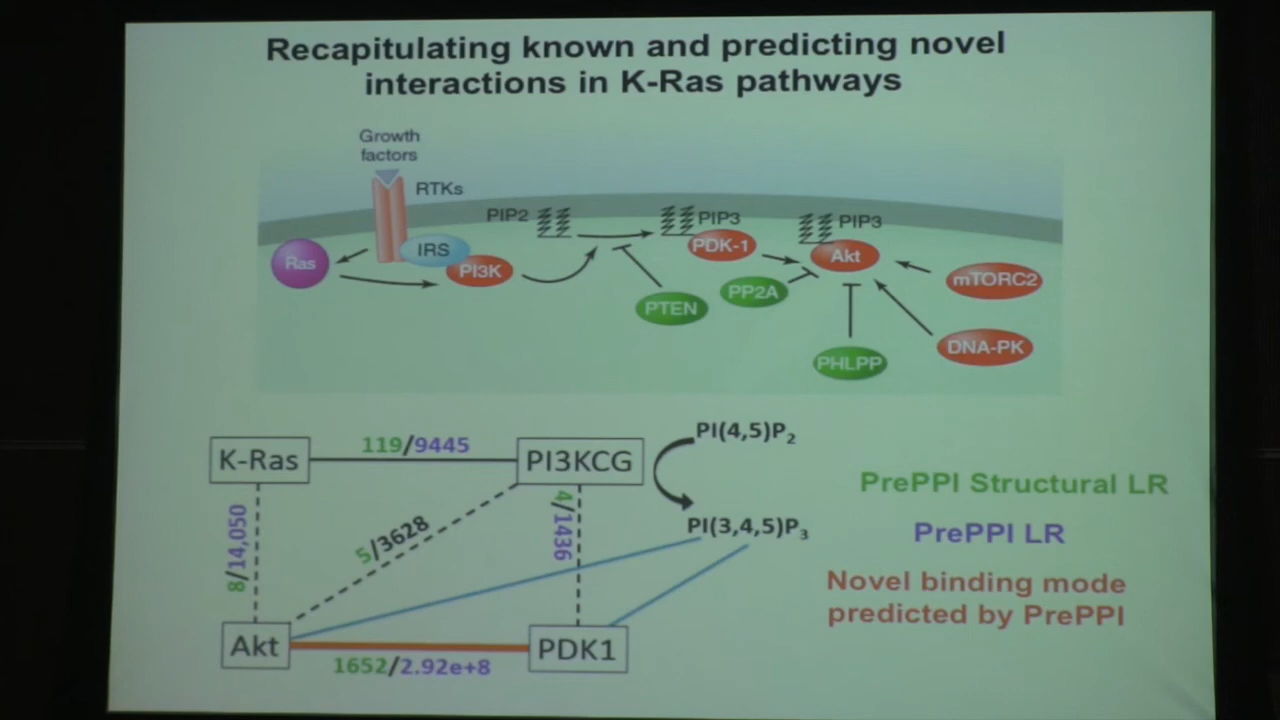 Recapitulating known and predicting novel
interactions in K-Ras pathways
Growth
factors
RTKs
PIP2
PIP3
PIP3
Ras
IRS
PI3K
PDK-1
Akt
mTORC2
PTEN
PP2A
PHLPP
DNA-PK
K-Ras
119/9445
PI3KCG
PI(4,5)P2
PI(3,4,5)P3
8/14,050
5/3628
4/1436
Akt
1652/2.92e+8
PDK1
PrePPI Structural LR
PrePPI LR
Novel binding mode
predicted by PrePPI